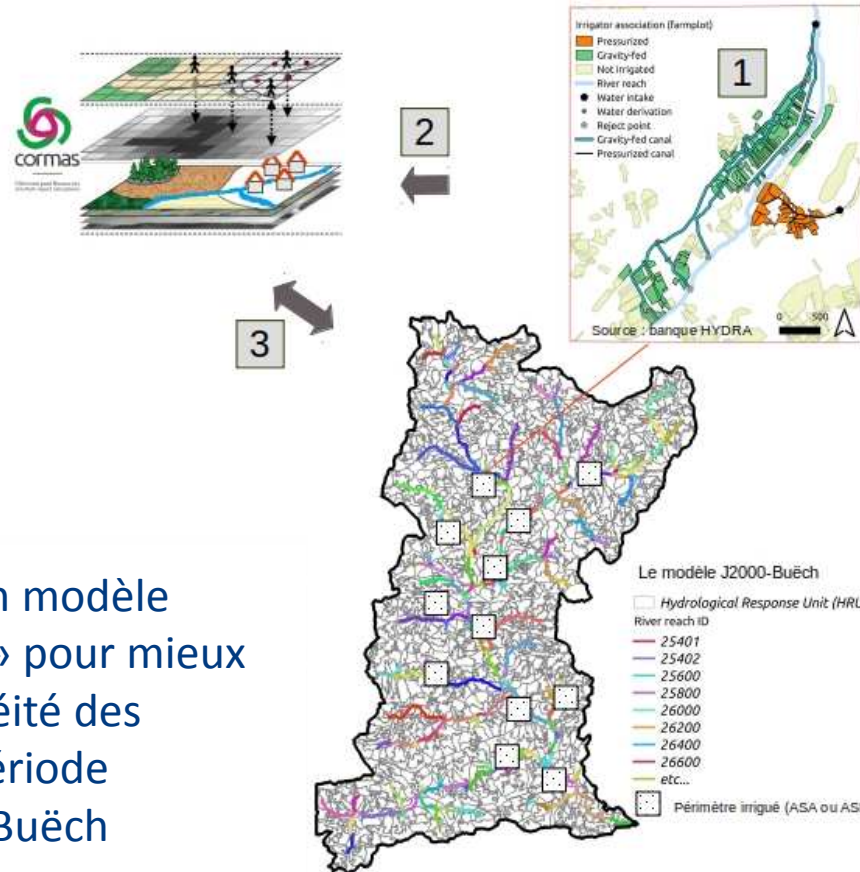 Irrigator association (farmplot)
Pressurized
Gravity-fed
Not irrigated
River reach
Water intake
Water derivation
Reject point
Gravity-fed canal
Pressurized canal
1
0 500
Source : banque HYDRA
cormas
2
3
Le modèle J2000-Buëch
Hydrological Response Unit (HRU
River reach ID
25401
25402
25600
25800
26000
26200
26400
26600
etc...
Périmètre irrigué (ASA ou AS
n modèle
» pour mieux
éité des
ériode
Buëch